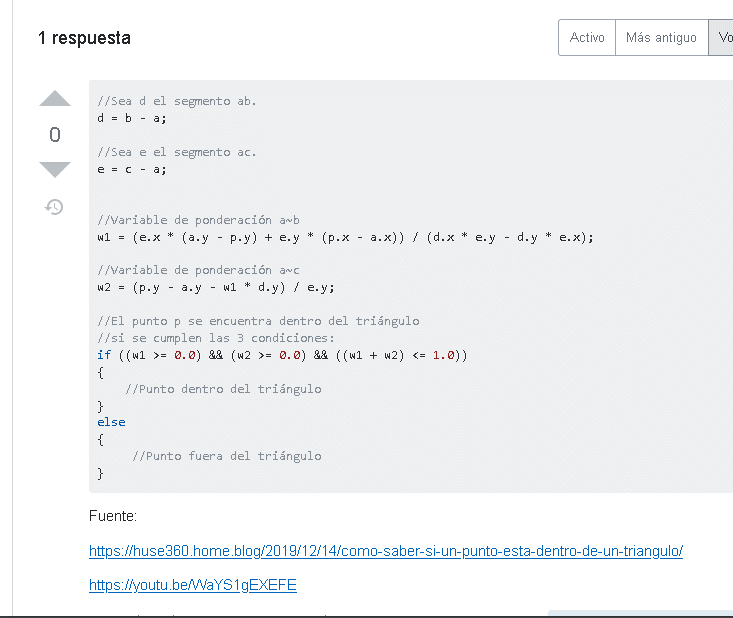 1 respuesta
Activo Más antiguo
0
//Sea d el segmento ab.
d = b - a;
//Sea e el segmento ac.
e = c - a;
//Variable de ponderación a~b
w1 = (e.x * (a.y - p.y) + e.y * (p.x - a.x)) / (d.x * e.y - d.y * e.x);
//Variable de ponderación a~c
w2 = (p.y - a.y - w1 * d.y) / e.y;
//El punto p se encuentra dentro del triángulo
//si se cumplen las 3 condiciones:
if ((w1 >= 0.0) && (w2 >= 0.0) && ((w1 + w2) <= 1.0))
{
//Punto dentro del triángulo
}
else
{
//Punto fuera del triángulo
}
Fuente:
https://huse360.home.blog/2019/12/14/como-saber-si-un-punto-esta-dentro-de-un-triangulo/
https://youtu.be/WaYS1gEXEFE